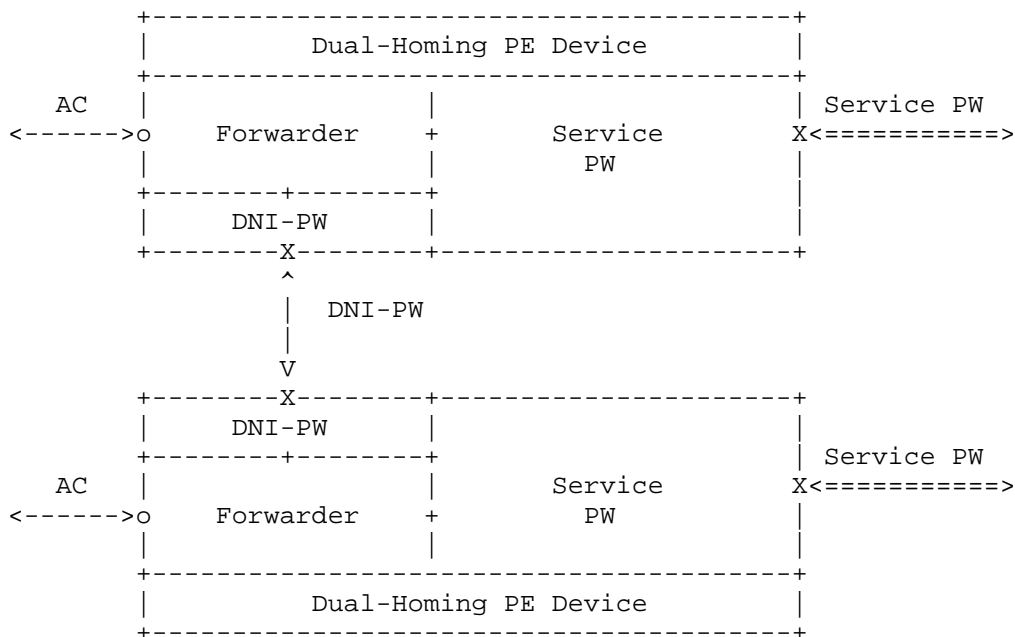 Dual-Homing PE Device
AC Service PW
Forwarder Service
PW
DNI-PW
DNI-PW
DNI-PW
Service PW
AC Service
Forwarder PW
Dual-Homing PE Device